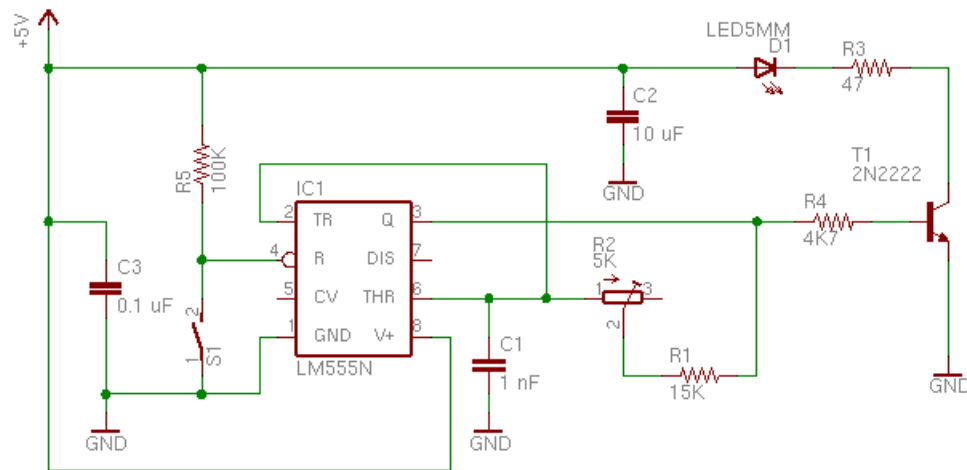 +5V
LED5MM
D1
R3
47
C2
10 uF
GND
T1
2N2222
R5
100K
IC1
2 TR Q 3
4 R DIS 7
5 CV THR 6
1 GND V+ 8
LM555N
R4
4K7
R2
5K
1 3
2
C3
0.1 uF
2
1
S1
C1
1 nF
R1
15K
GND
GND
GND